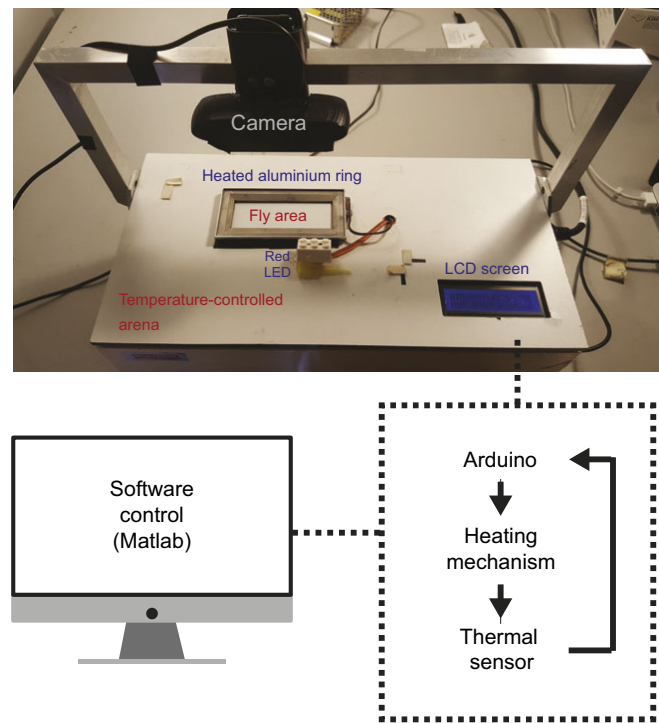 Camera
Heated aluminium ring
Fly area
Red
LED
LCD screen
Temperature-controlled
arena
Software
control
(Matlab)
Arduino
Heating
mechanism
Thermal
sensor